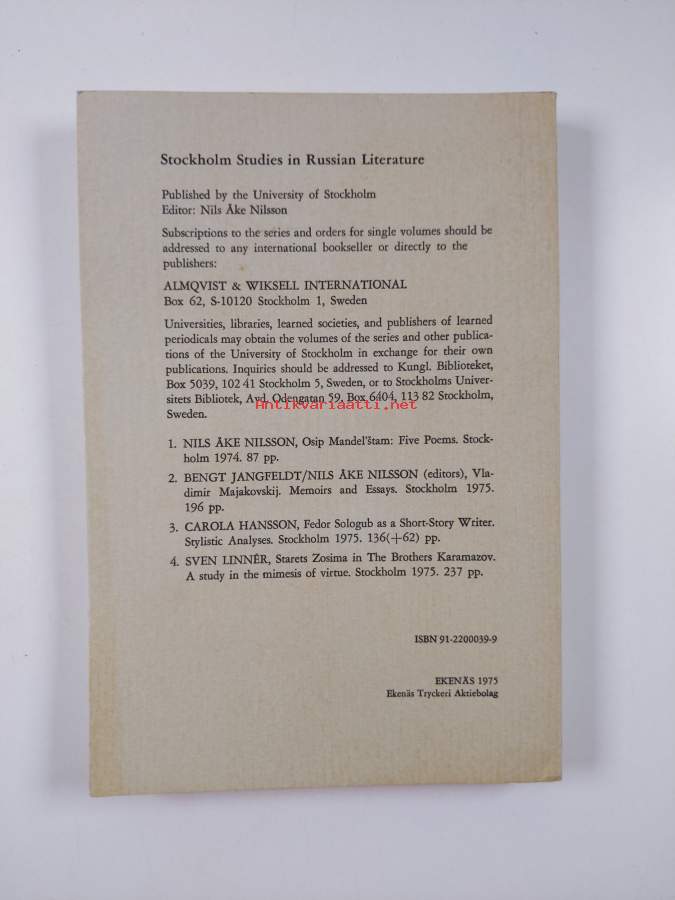 Stockholm Studies in Russian Literature
Published by the University of Stockholm
Editor: Nils Åke Nilsson
Subscriptions to the series and orders for single volumes should be
addressed to any international bookseller or directly to the
publishers:
ALMQVIST & WIKSELL INTERNATIONAL
Box 62, S-10120 Stockholm 1, Sweden
Universities, libraries, learned societies, and publishers of learned
periodicals may obtain the volumes of the series and other publica-
tions of the University of Stockholm in exchange for their own
publications. Inquiries should be addressed to Kungl. Biblioteket,
Box 5039, 102 41 Stockholm 5, Sweden, or to Stockholms Univer-
sitets Bibliotek, Avd. Odengatan 59, Box 6404, 113 82 Stockholm,
Antikvariaatti.net
Sweden.
1. NILS ÅKE NILSSON, Osip Mandel'štam: Five Poems. Stock-
holm 1974. 87 pp.
2. BENGT JANGFELDT/NILS ÅKE NILSSON (editors), Vla-
dimir Majakovskij. Memoirs and Essays. Stockholm 1975.
196 pp.
3. CAROLA HANSSON, Fedor Sologub as a Short-Story Writer.
Stylistic Analyses. Stockholm 1975. 136(+62) pp.
4. SVEN LINNÉR, Starets Zosima in The Brothers Karamazov.
A study in the mimesis of virtue. Stockholm 1975. 237 pp.
ISBN 91-2200039-9
EKENÄS 1975
Ekenäs Tryckeri Aktiebolag